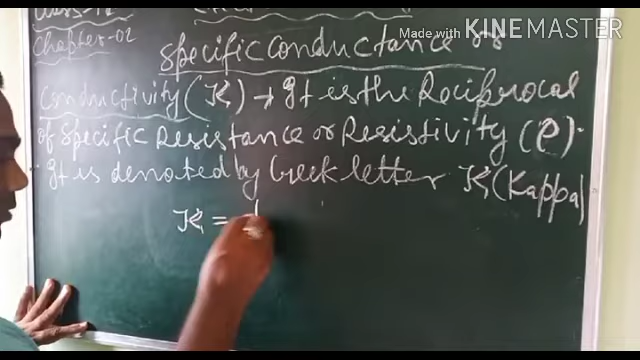 Class-12
Made with KINEMASTER
Chapter-02
Specific conductance or
Conductivity (K) → It is the Reciprocal
of Specific Resistance or Resistivity (ρ).
It is denoted by Greek letter K (Kappa)
K = 1